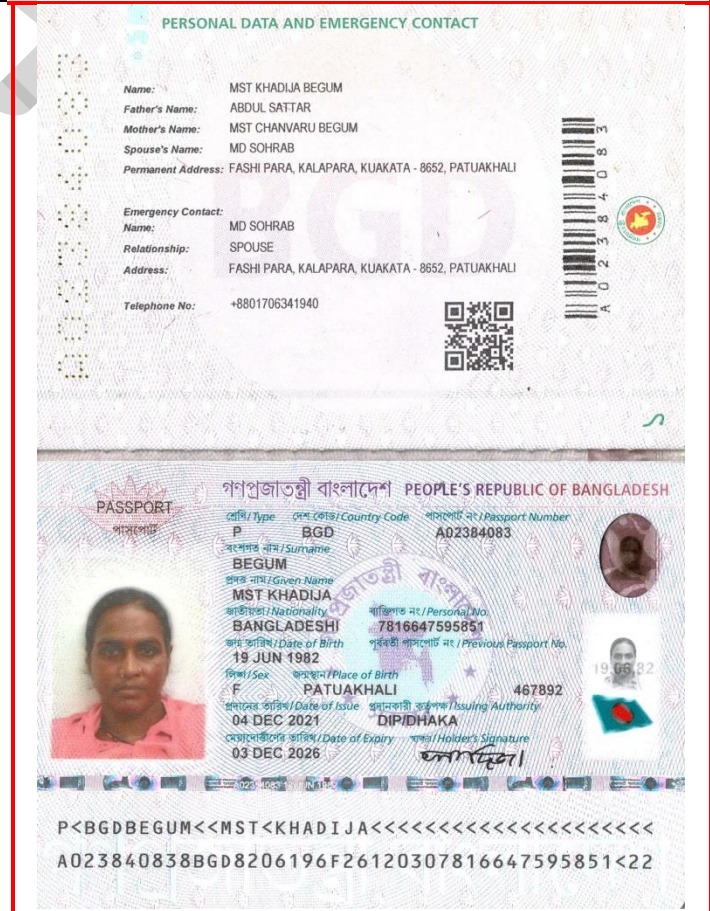 PERSONAL DATA AND EMERGENCY CONTACT
Name: MST KHADIJA BEGUM
Father's Name: ABDUL SATTAR
Mother's Name: MST CHANVARU BEGUM
Spouse's Name: MD SOHRAB
Permanent Address: FASHI PARA, KALAPARA, KUAKATA - 8652, PATUAKHALI
Emergency Contact:
Name: MD SOHRAB
Relationship: SPOUSE
Address: FASHI PARA, KALAPARA, KUAKATA - 8652, PATUAKHALI
Telephone No: +8801706341940
A02384083
BGD
গণপ্রজাতন্ত্রী বাংলাদেশ PEOPLE'S REPUBLIC OF BANGLADESH
PASSPORT
পাসপোর্ট
শ্রেণি/Type দেশ কোড/Country Code পাসপোর্ট নং/Passport Number
P BGD A02384083
বংশগত নাম/Surname
BEGUM
প্রদত্ত নাম/Given Name
MST KHADIJA
জাতীয়তা/Nationality ব্যক্তিগত নং/Personal No.
BANGLADESHI 7816647595851
জন্ম তারিখ/Date of Birth পূর্ববর্তী পাসপোর্ট নং/Previous Passport No.
19 JUN 1982
19.06.82
লিঙ্গ/Sex জন্মস্থান/Place of Birth
F PATUAKHALI 467892
প্রদানের তারিখ/Date of Issue প্রদানকারী কর্তৃপক্ষ/Issuing Authority
04 DEC 2021 DIP/DHAKA
মেয়াদোত্তীর্ণের তারিখ/Date of Expiry স্বাক্ষর/Holder's Signature
03 DEC 2026 খাদিজা
P<BGDBEGUM<<MST<KHADIJA<<<<<<<<<<<<<<<<<<<<<
A023840838BGD8206196F26120307816647595851<22